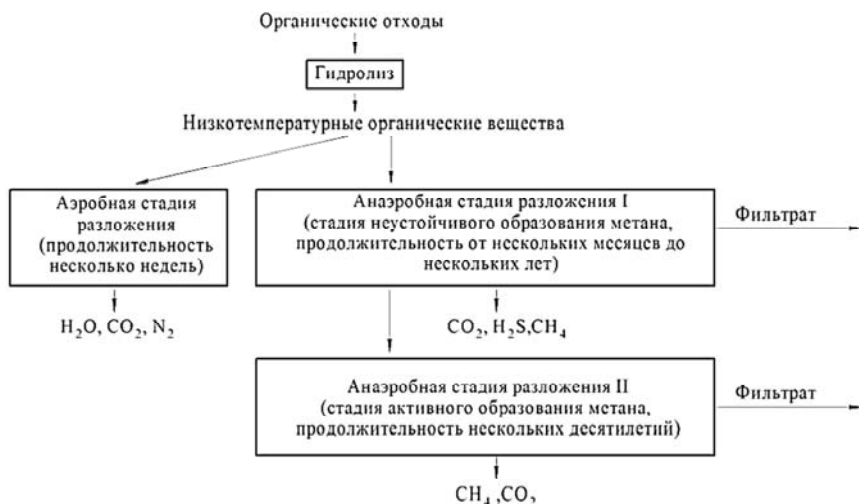 Органические отходы
Гидролиз
Низкотемпературные органические вещества
Аэробная стадия
разложения
(продолжительность
несколько недель)
Анаэробная стадия разложения I
(стадия неустойчивого образования метана,
продолжительность от нескольких месяцев до
нескольких лет)
Фильтрат
H₂O, CO₂, N₂
CO₂, H₂S,CH₄
Анаэробная стадия разложения II
(стадия активного образования метана,
продолжительность нескольких десятилетий)
Фильтрат
CH₄ ,CO₂